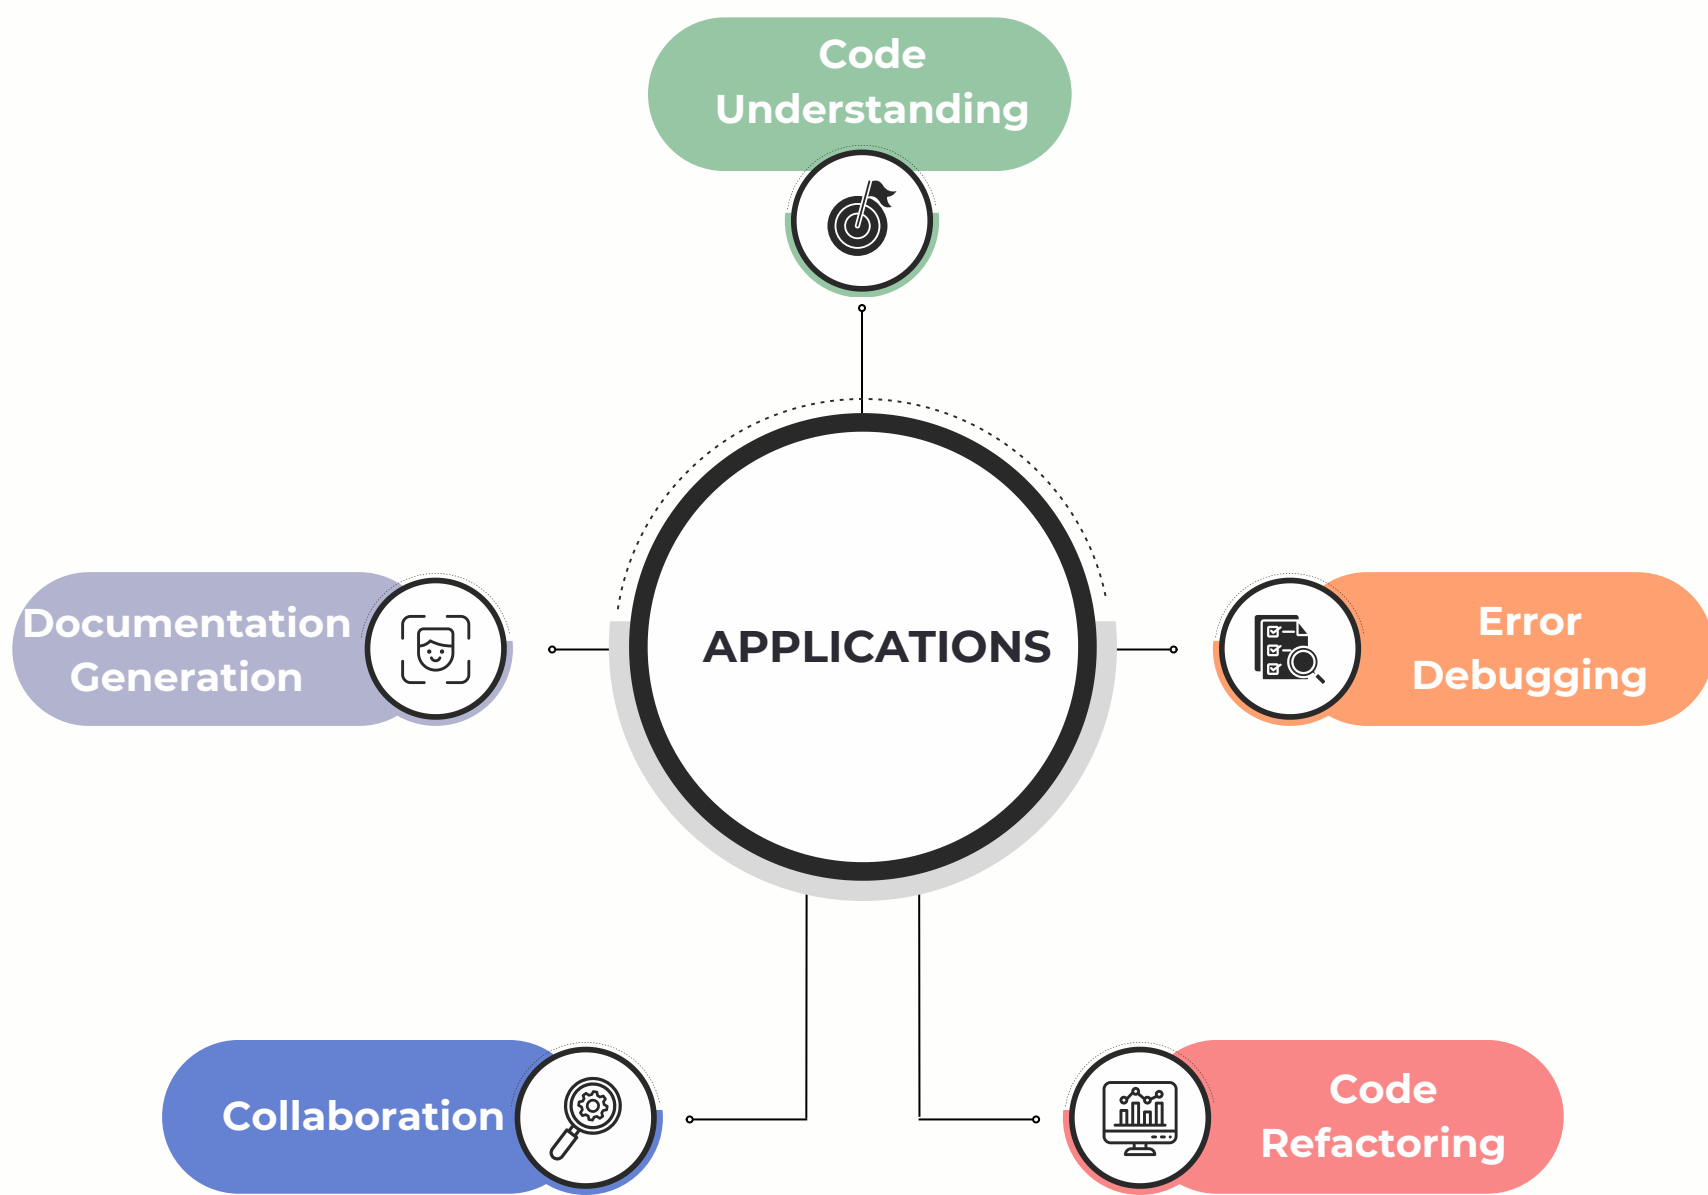 Code
Understanding
Documentation
Generation
APPLICATIONS
Error
Debugging
Collaboration
Code
Refactoring